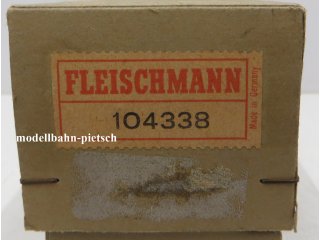 FLEISCHMANN
104338
Made in Germany
modellbahn-pietsch